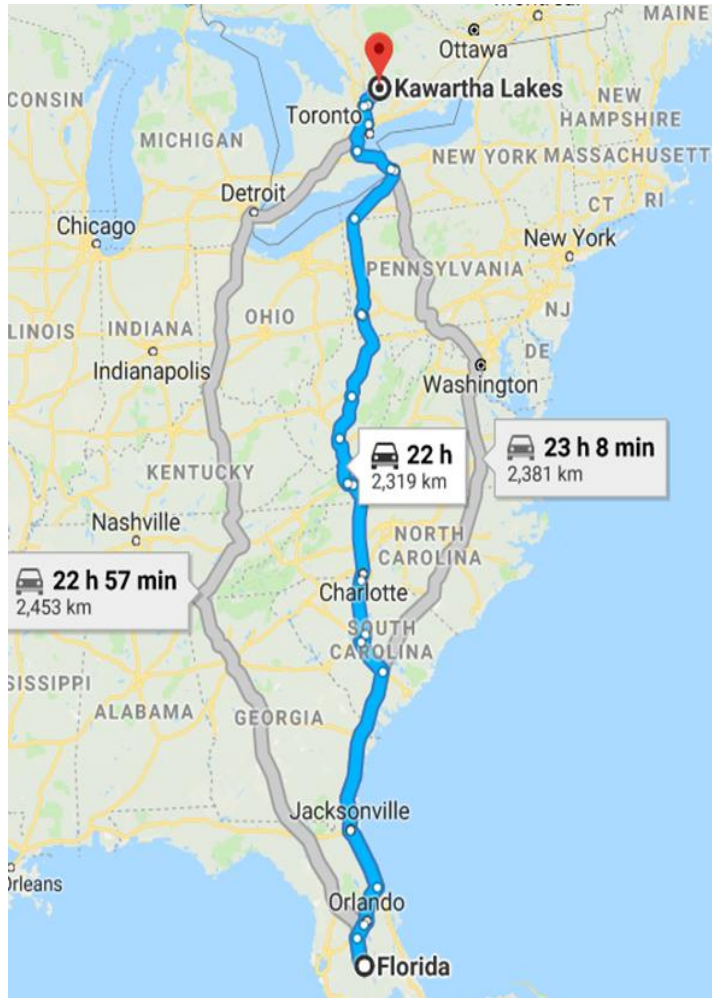 MAINE
Ottawa
Kawartha Lakes
CONSIN
Toronto
NEW
HAMPSHIRE
MICHIGAN
NEW YORK
MASSACHUSETT
Detroit
CT
RI
Chicago
New York
PENNSYLVANIA
NJ
OHIO
LINOIS
INDIANA
DE
Indianapolis
Washington
22 h
2,319 km
23 h 8 min
2,381 km
KENTUCKY
Nashville
NORTH
CAROLINA
22 h 57 min
2,453 km
Charlotte
SOUTH
CAROLINA
SISSIPPI
ALABAMA
GEORGIA
Jacksonville
Orleans
Orlando
Florida